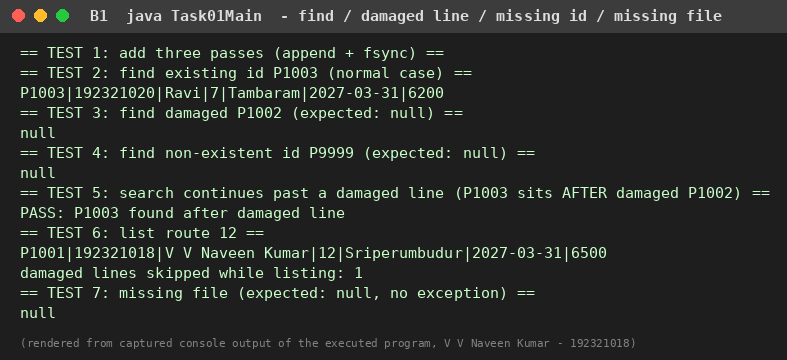 B1  java Task01Main  - find / damaged line / missing id / missing file
== TEST 1: add three passes (append + fsync) ==
== TEST 2: find existing id P1003 (normal case) ==
P1003|192321020|Ravi|7|Tambaram|2027-03-31|6200
== TEST 3: find damaged P1002 (expected: null) ==
null
== TEST 4: find non-existent id P9999 (expected: null) ==
null
== TEST 5: search continues past a damaged line (P1003 sits AFTER damaged P1002) ==
PASS: P1003 found after damaged line
== TEST 6: list route 12 ==
P1001|192321018|V V Naveen Kumar|12|Sriperumbudur|2027-03-31|6500
damaged lines skipped while listing: 1
== TEST 7: missing file (expected: null, no exception) ==
null
(rendered from captured console output of the executed program, V V Naveen Kumar - 192321018)